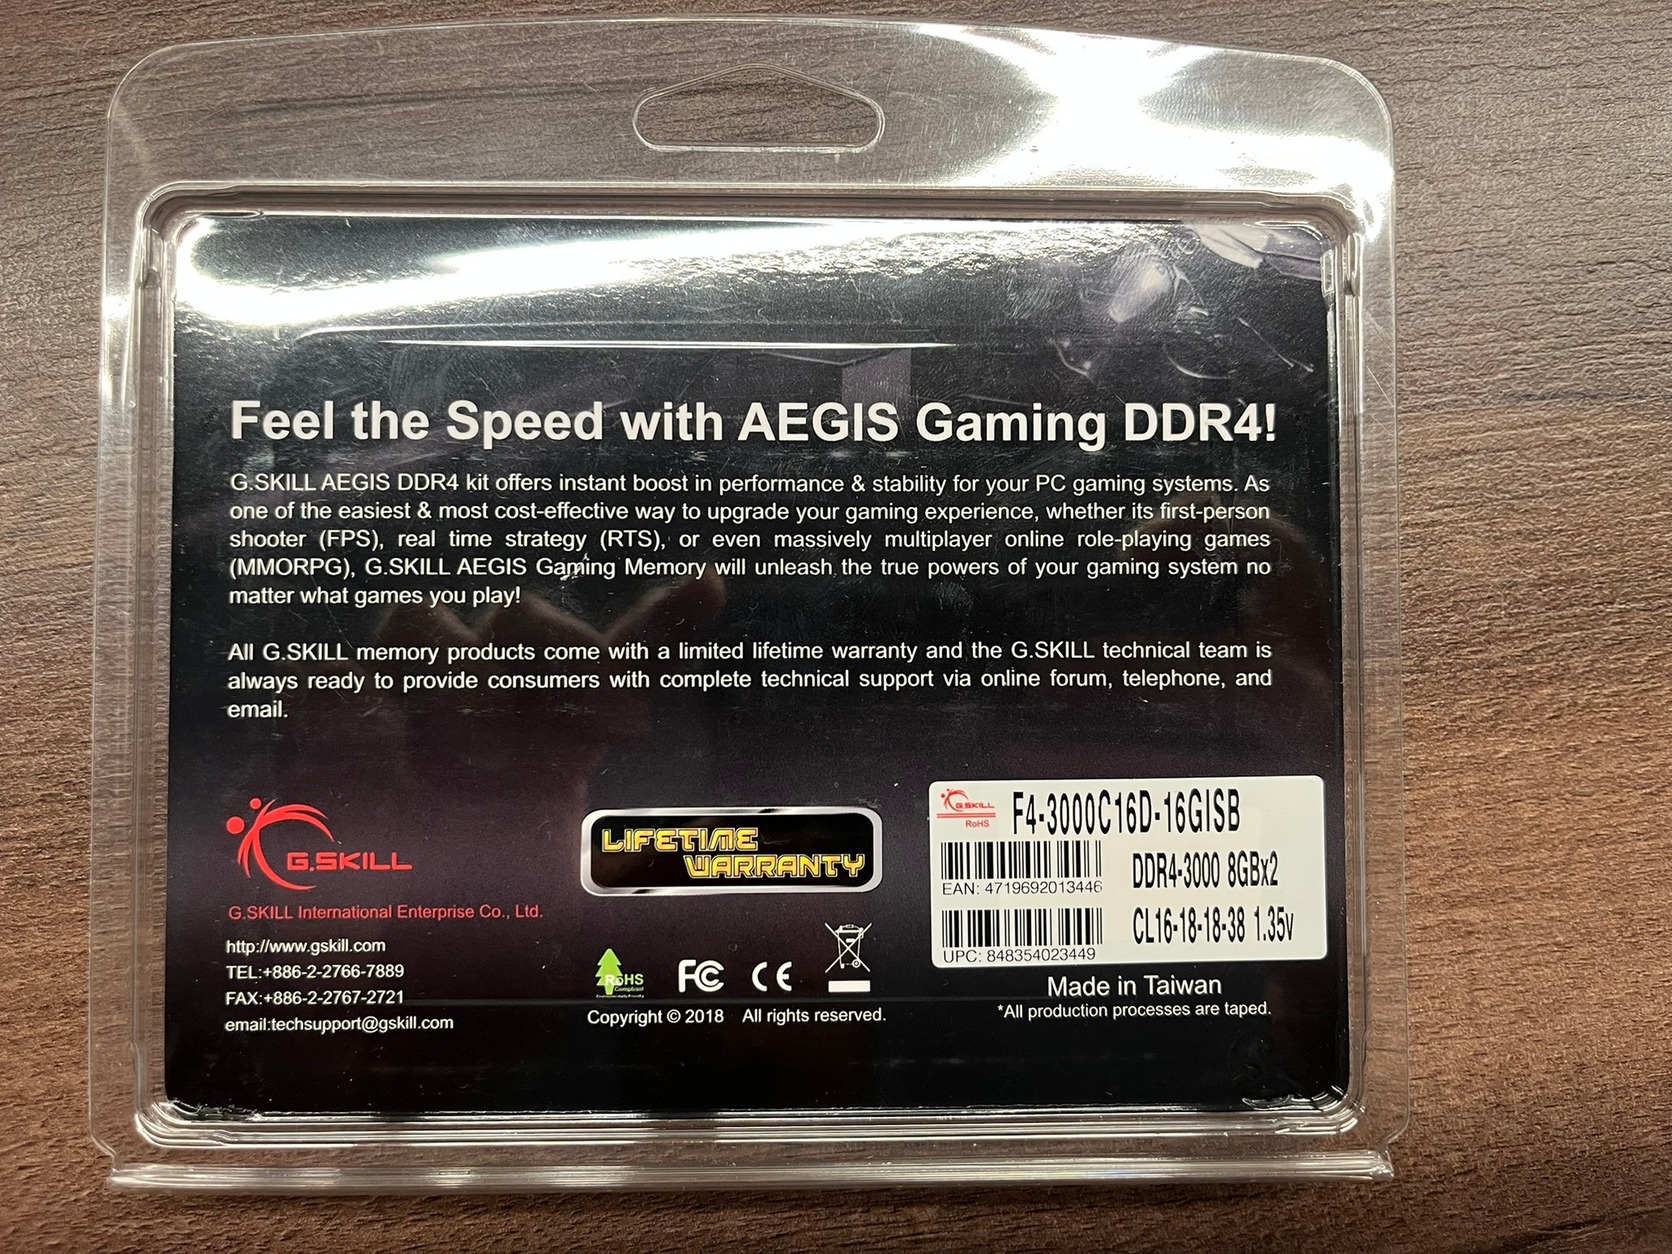 Feel the Speed with AEGIS Gaming DDR4!
G.SKILL AEGIS DDR4 kit offers instant boost in performance & stability for your PC gaming systems. As
one of the easiest & most cost-effective way to upgrade your gaming experience, whether its first-person
shooter (FPS), real time strategy (RTS), or even massively multiplayer online role-playing games
(MMORPG), G.SKILL AEGIS Gaming Memory will unleash the true powers of your gaming system no
matter what games you play!
All G.SKILL memory products come with a limited lifetime warranty and the G.SKILL technical team is
always ready to provide consumers with complete technical support via online forum, telephone, and
email.
G.SKILL
G.SKILL International Enterprise Co., Ltd.
http://www.gskill.com
TEL:+886-2-2766-7889
FAX:+886-2-2767-2721
email:techsupport@gskill.com
LIFETIME
WARRANTY
RoHS
Compliant
Environmentally Friendly
FC
CE
Copyright © 2018 All rights reserved.
G.SKILL
RoHS
F4-3000C16D-16GISB
EAN: 4719692013446
DDR4-3000 8GBx2
UPC: 848354023449
CL16-18-18-38 1.35v
Made in Taiwan
*All production processes are taped.